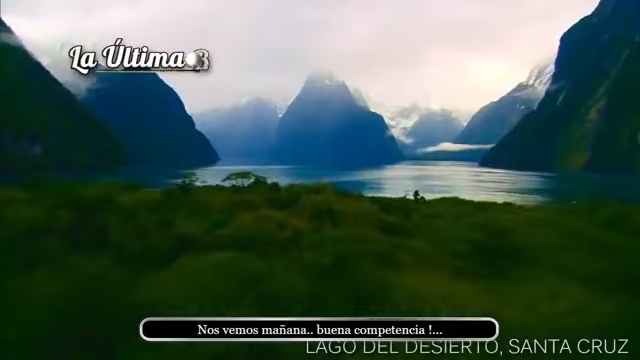 La Última
Nos vemos mañana.. buena competencia !...
LAGO DEL DESIERTO, SANTA CRUZ